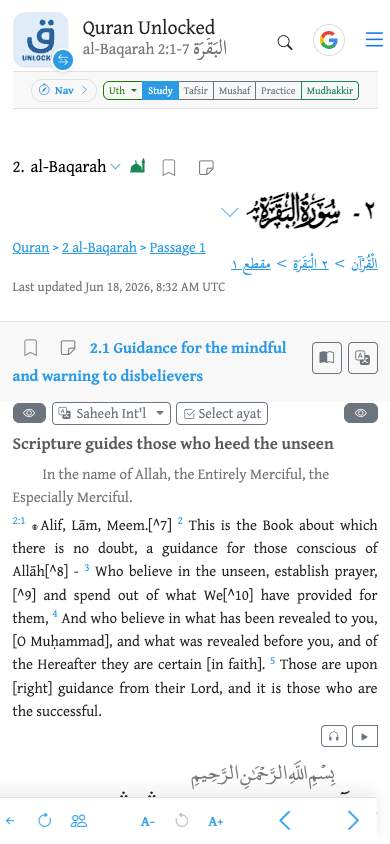 ق
UNLOCK
Quran Unlocked
al-Baqarah 2:1-7 البَقَرَة
G
Nav
Uth
Study
Tafsir
Mushaf
Practice
Mudhakkir
2. al-Baqarah
٢ - سُورَةُ البَقَرَةِ
Quran > 2 al-Baqarah > Passage 1
الْقُرْآن > ٢ الْبَقَرَة > مقطع ١
Last updated Jun 18, 2026, 8:32 AM UTC
2.1 Guidance for the mindful
and warning to disbelievers
Saheeh Int'l
Select ayat
Scripture guides those who heed the unseen
In the name of Allah, the Entirely Merciful, the
Especially Merciful.
2:1 Alif, Lām, Meem.[^7] 2 This is the Book about which
there is no doubt, a guidance for those conscious of
Allāh[^8] - 3 Who believe in the unseen, establish prayer,
[^9] and spend out of what We[^10] have provided for
them, 4 And who believe in what has been revealed to you,
[O Muḥammad], and what was revealed before you, and of
the Hereafter they are certain [in faith]. 5 Those are upon
[right] guidance from their Lord, and it is those who are
the successful.
بِسْمِ اللَّهِ الرَّحْمَٰنِ الرَّحِيمِ
A-
A+